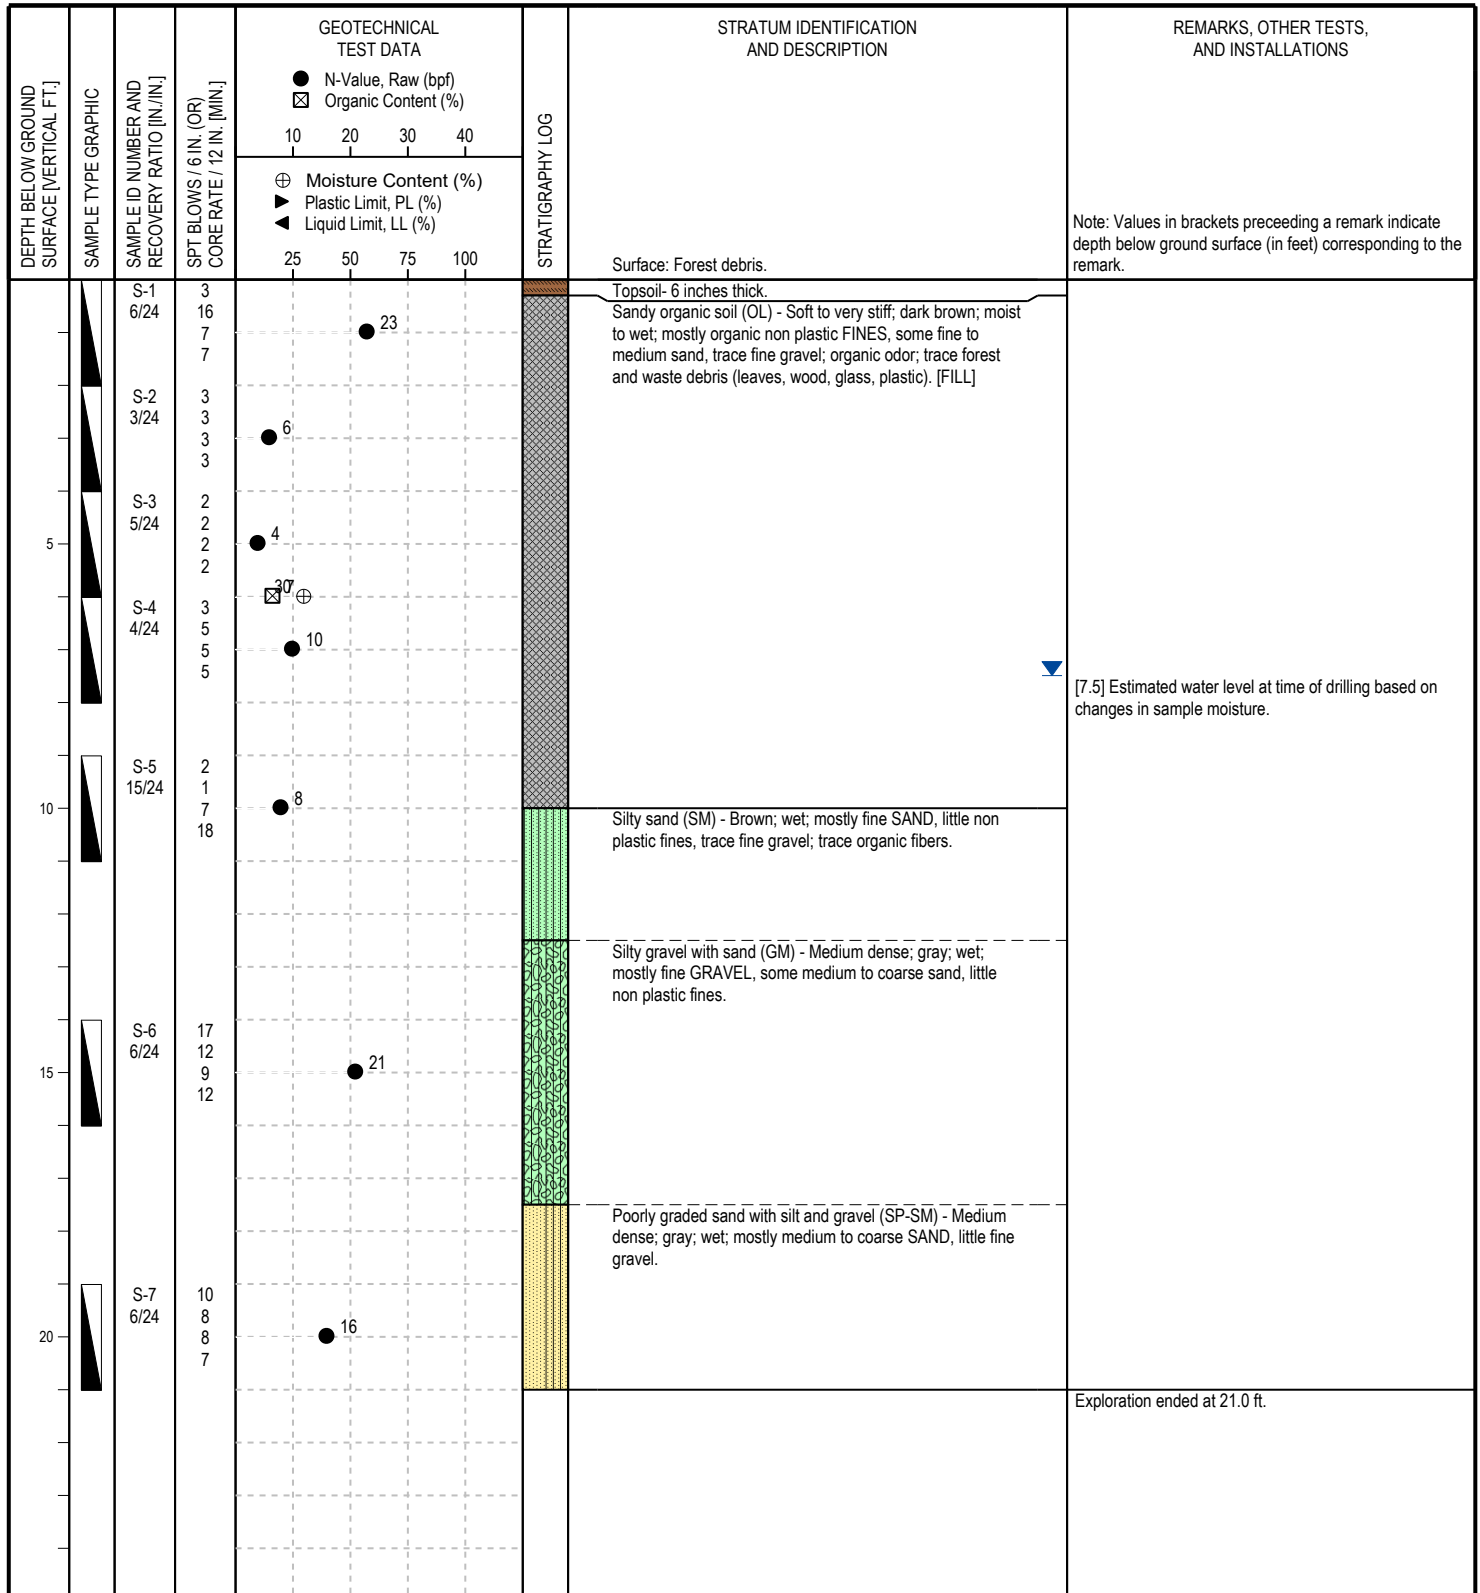 GEOTECHNICAL
TEST DATA
N-Value, Raw (bpf)
Organic Content (%)
10 20 30 40
Moisture Content (%)
Plastic Limit, PL (%)
Liquid Limit, LL (%)
25 50 75 100
DEPTH BELOW GROUND
SURFACE [VERTICAL FT.]
SAMPLE TYPE GRAPHIC
SAMPLE ID NUMBER AND
RECOVERY RATIO [IN./IN.]
SPT BLOWS / 6 IN. (OR)
CORE RATE / 12 IN. [MIN.]
STRATIGRAPHY LOG
STRATUM IDENTIFICATION
AND DESCRIPTION
Surface: Forest debris.
REMARKS, OTHER TESTS,
AND INSTALLATIONS
Note: Values in brackets preceeding a remark indicate
depth below ground surface (in feet) corresponding to the
remark.
S-1
6/24
3
16
7
7
23
Topsoil- 6 inches thick.
Sandy organic soil (OL) - Soft to very stiff; dark brown; moist
to wet; mostly organic non plastic FINES, some fine to
medium sand, trace fine gravel; organic odor; trace forest
and waste debris (leaves, wood, glass, plastic). [FILL]
S-2
3/24
3
3
3
3
6
S-3
5/24
2
2
2
2
4
5
30
7
S-4
4/24
3
5
5
5
10
[7.5] Estimated water level at time of drilling based on
changes in sample moisture.
S-5
15/24
2
1
7
18
8
10
Silty sand (SM) - Brown; wet; mostly fine SAND, little non
plastic fines, trace fine gravel; trace organic fibers.
Silty gravel with sand (GM) - Medium dense; gray; wet;
mostly fine GRAVEL, some medium to coarse sand, little
non plastic fines.
S-6
6/24
17
12
9
12
21
15
Poorly graded sand with silt and gravel (SP-SM) - Medium
dense; gray; wet; mostly medium to coarse SAND, little fine
gravel.
S-7
6/24
10
8
8
7
16
20
Exploration ended at 21.0 ft.